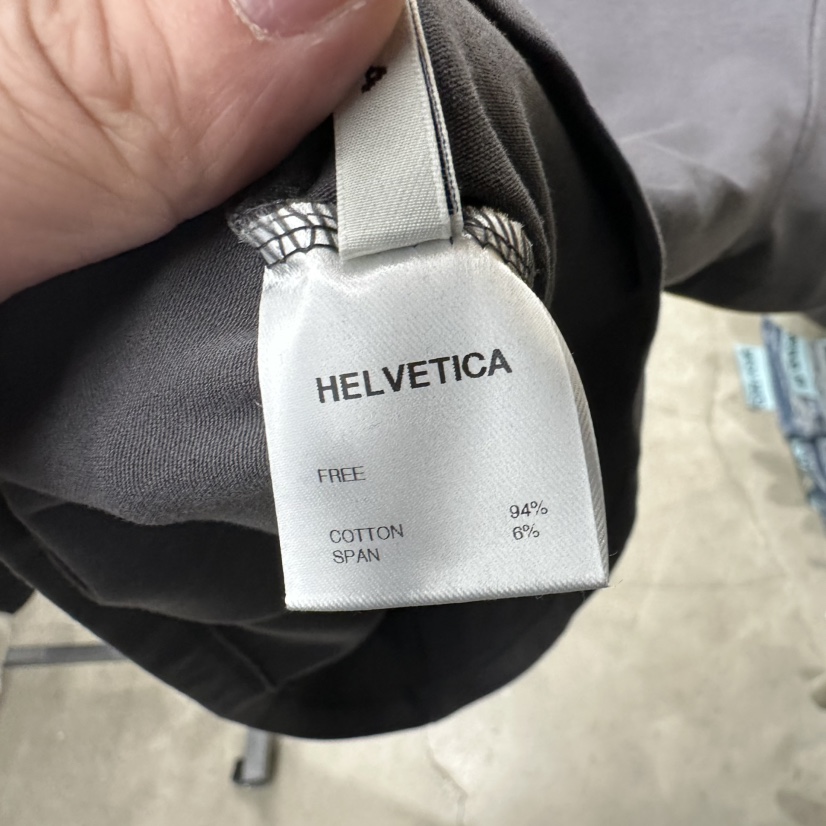 HELVETICA
FREE
COTTON 94%
SPAN 6%